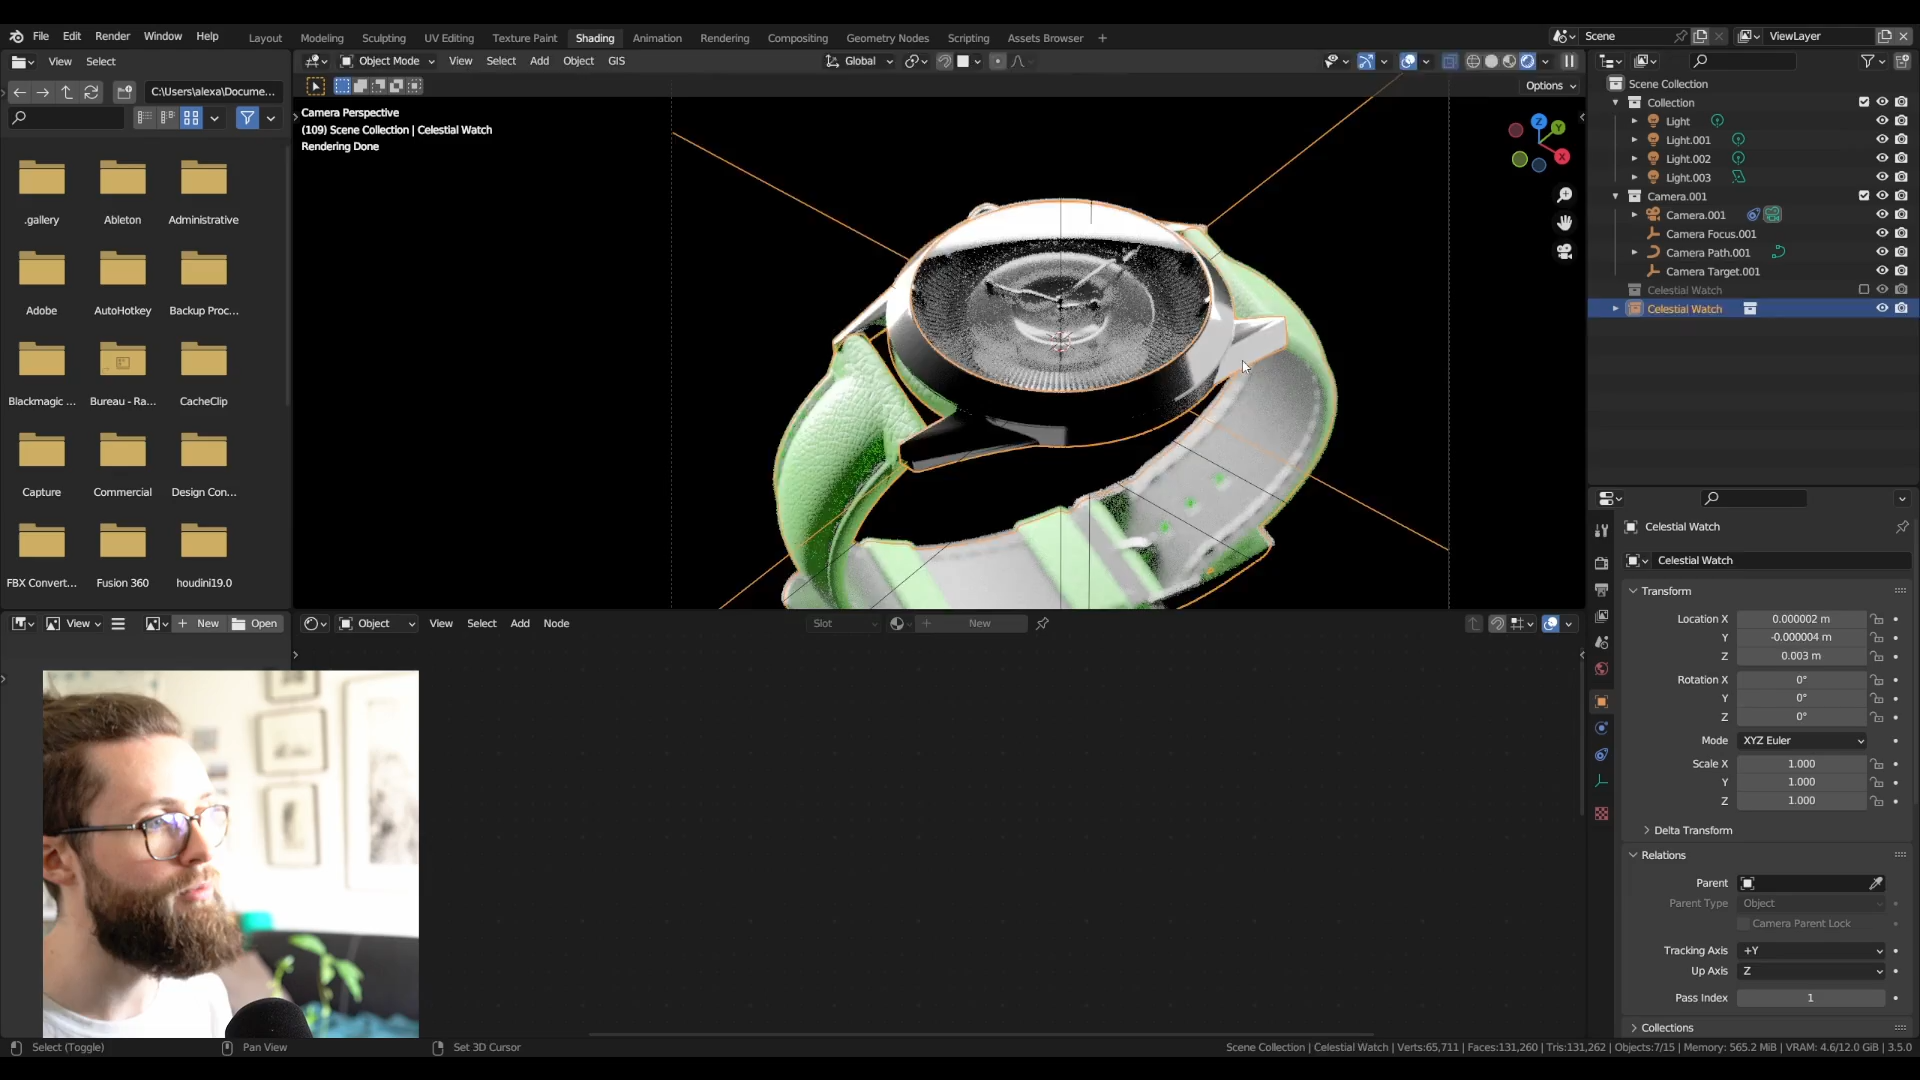 File Edit Render Window Help Layout Modeling Sculpting UV Editing Texture Paint Shading Animation Rendering Compositing Geometry Nodes Scripting Assets Browser + Scene ViewLayer
View Select
Object Mode View Select Add Object GIS Global
C:\Users\alexa\Docume...
Options
Camera Perspective
(109) Scene Collection | Celestial Watch
Rendering Done
Z
Y
X
.gallery Ableton Administrative
Adobe AutoHotkey Backup Proc...
Blackmagic ... Bureau - Ra... CacheClip
Capture Commercial Design Con...
FBX Convert... Fusion 360 houdini19.0
Scene Collection
Collection
Light
Light.001
Light.002
Light.003
Camera.001
Camera.001
Camera Focus.001
Camera Path.001
Camera Target.001
Celestial Watch
Celestial Watch
Celestial Watch
Celestial Watch
Transform
Location X 0.000002 m
Y -0.000004 m
Z 0.003 m
Rotation X 0°
Y 0°
Z 0°
Mode XYZ Euler
Scale X 1.000
Y 1.000
Z 1.000
Delta Transform
Relations
Parent
Parent Type Object
Camera Parent Lock
Tracking Axis +Y
Up Axis Z
Pass Index 1
Collections
View + New Open
Object View Select Add Node Slot + New
Select (Toggle) Pan View Set 3D Cursor Scene Collection | Celestial Watch | Verts:65,711 | Faces:131,260 | Tris:131,262 | Objects:7/15 | Memory: 565.2 MiB | VRAM: 4.6/12.0 GiB | 3.5.0